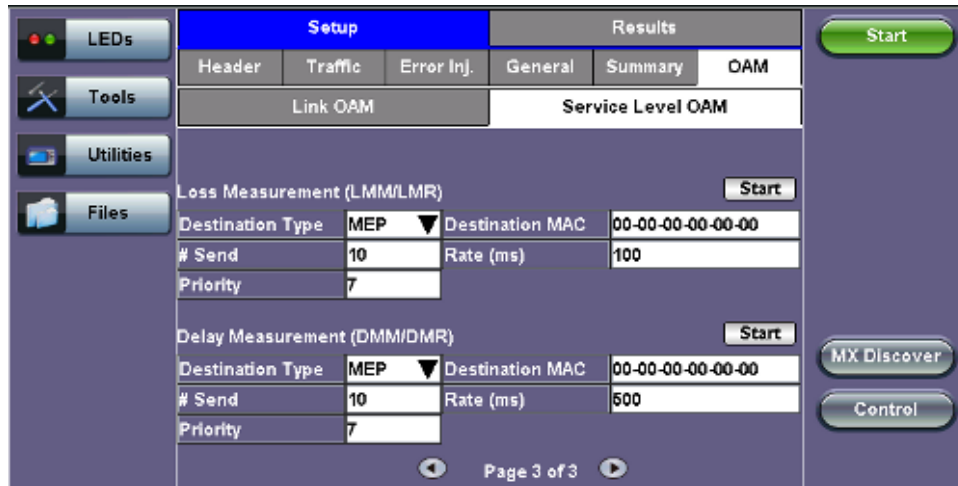 LEDs
Tools
Utilities
Files
Setup Results
Header Traffic Error Inj. General Summary OAM
Link OAM Service Level OAM
Loss Measurement (LMM/LMR) Start
Destination Type MEP Destination MAC 00-00-00-00-00-00
# Send 10 Rate (ms) 100
Priority 7
Delay Measurement (DMM/DMR) Start
Destination Type MEP Destination MAC 00-00-00-00-00-00
# Send 10 Rate (ms) 500
Priority 7
Page 3 of 3
Start
MX Discover
Control